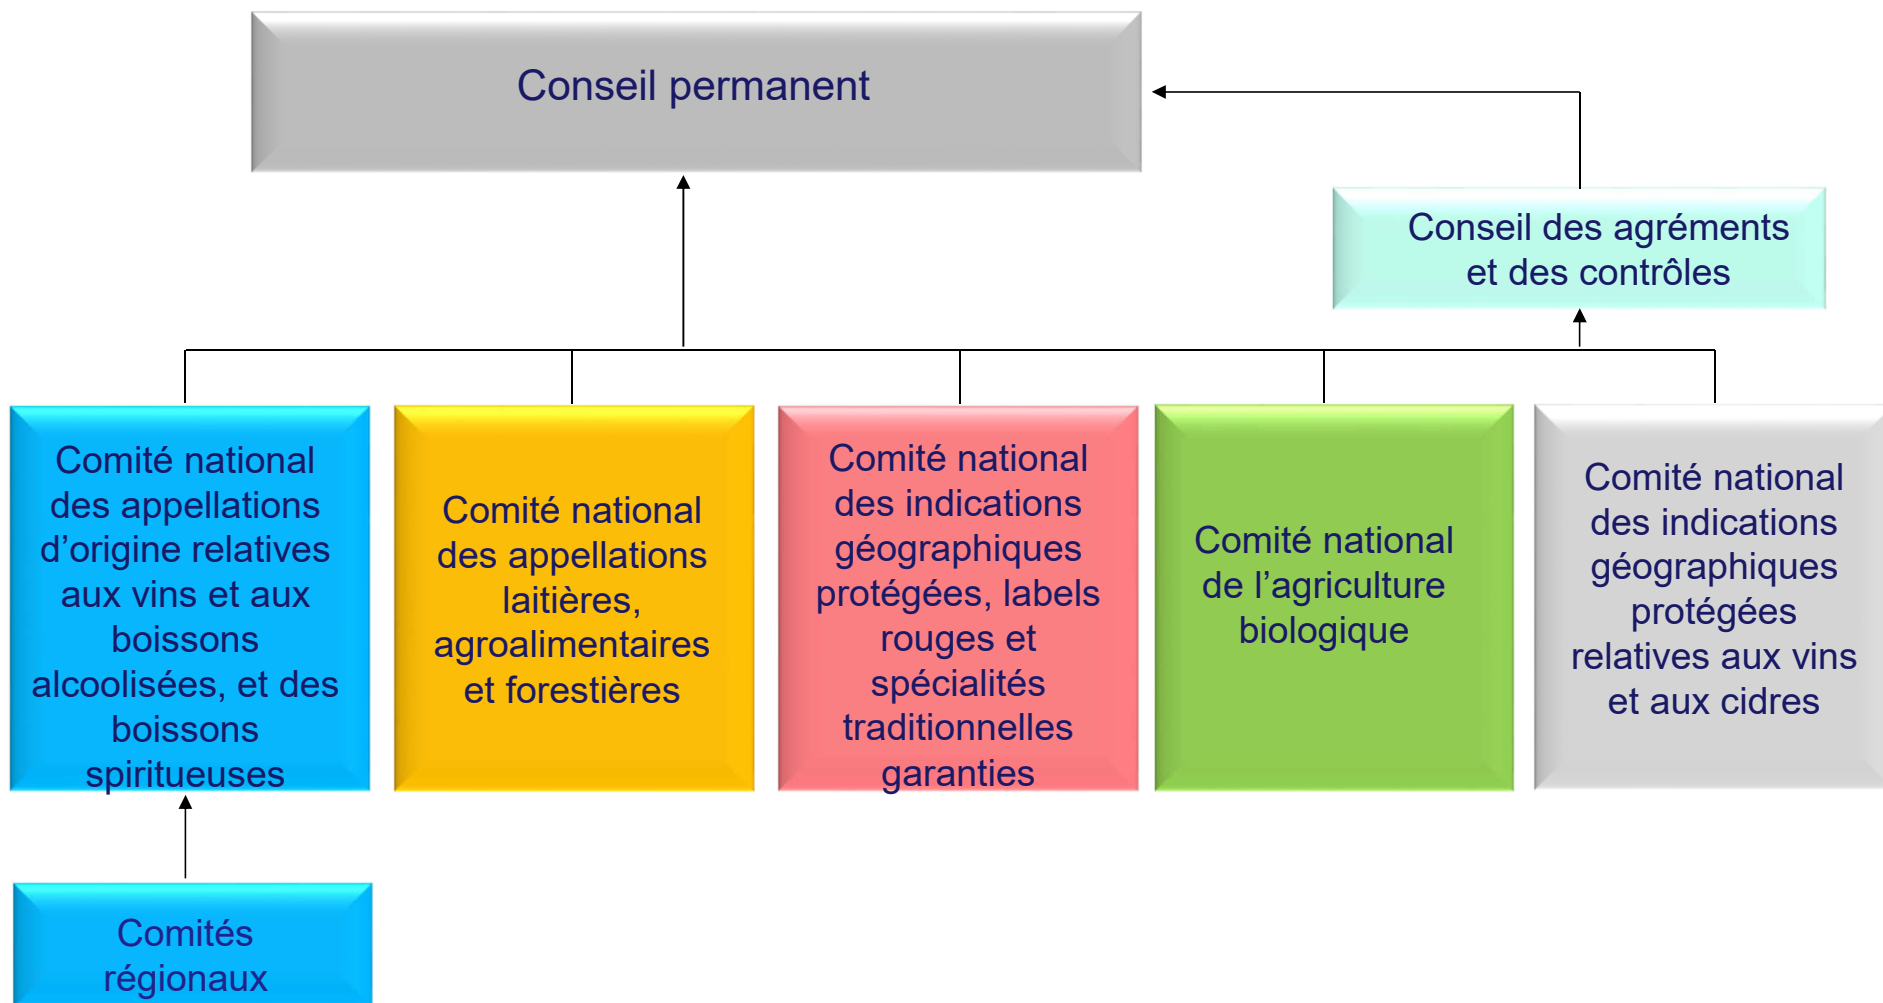 Conseil permanent
Conseil des agréments
et des contrôles
Comité national
des appellations
d’origine relatives
aux vins et aux
boissons
alcoolisées, et des
boissons
spiritueuses
Comité national
des appellations
laitières,
agroalimentaires
et forestières
Comité national
des indications
géographiques
protégées, labels
rouges et
spécialités
traditionnelles
garanties
Comité national
de l’agriculture
biologique
Comité national
des indications
géographiques
protégées
relatives aux vins
et aux cidres
Comités
régionaux